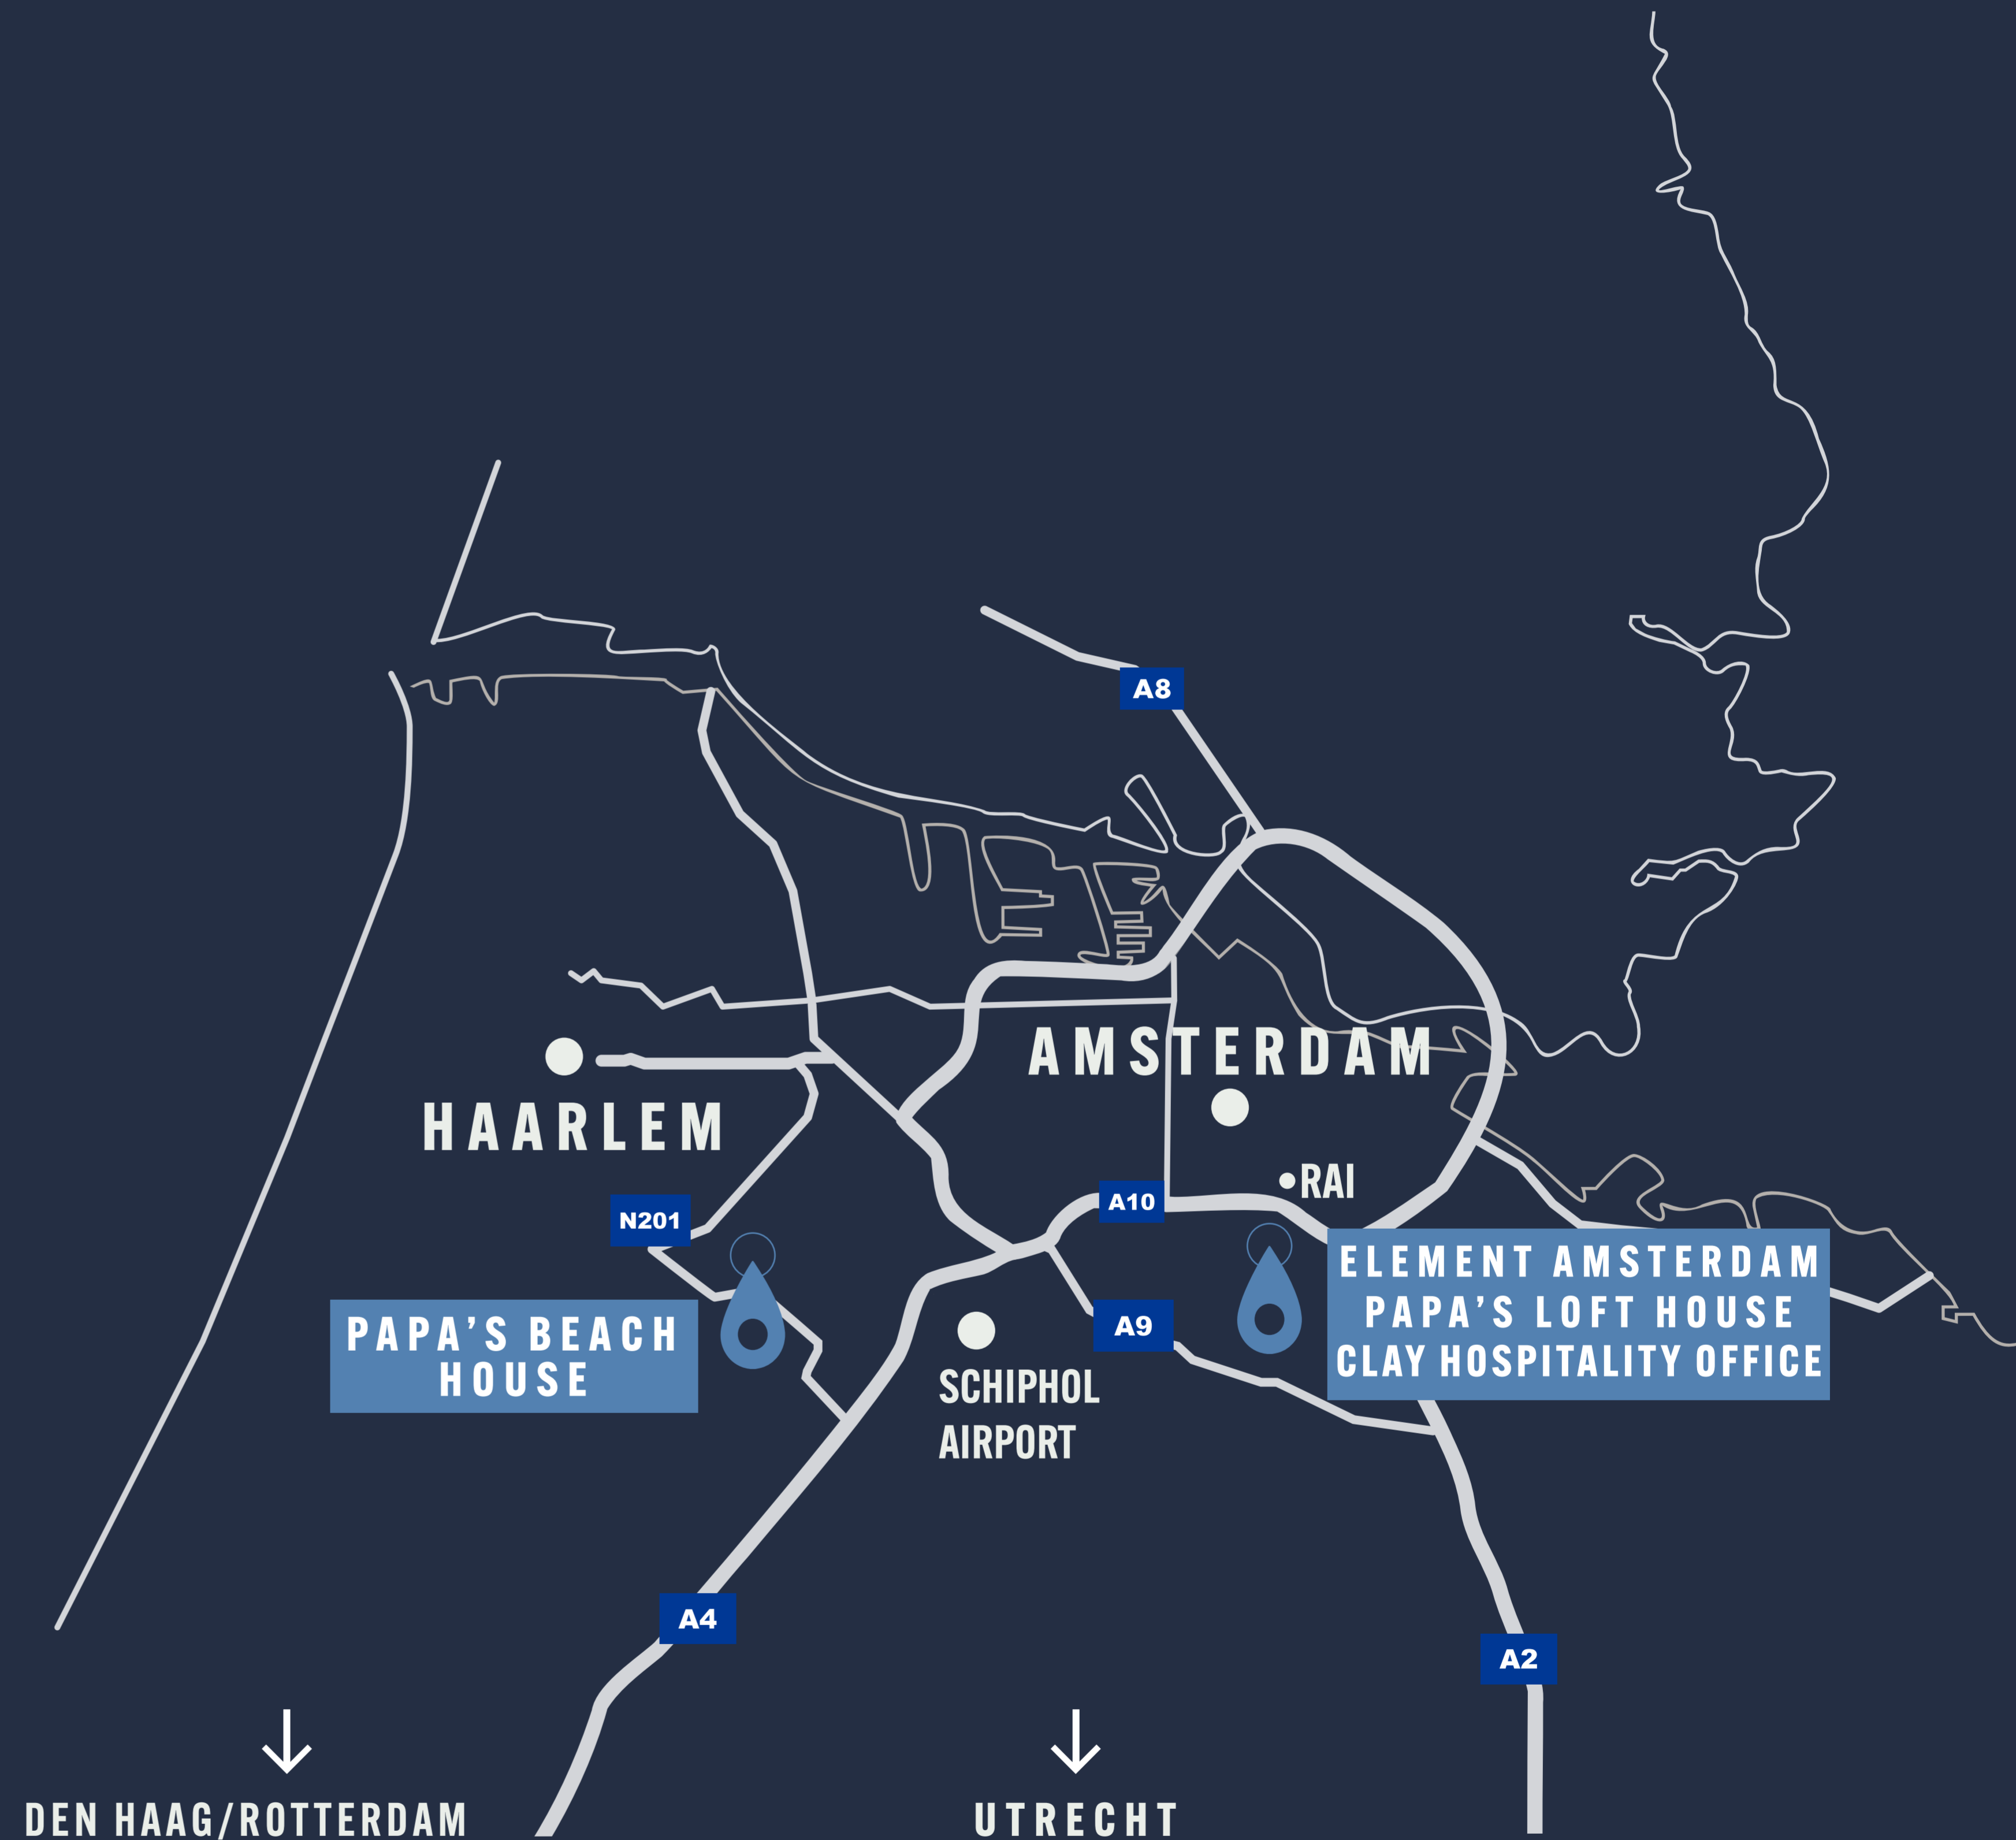 A8
AMSTERDAM
HAARLEM
RAI
A10
N201
ELEMENT AMSTERDAM
PAPA’S LOFT HOUSE
CLAY HOSPITALITY OFFICE
PAPA’S BEACH
HOUSE
A9
SCHIPHOL
AIRPORT
A4
A2
DEN HAAG/ROTTERDAM
UTRECHT